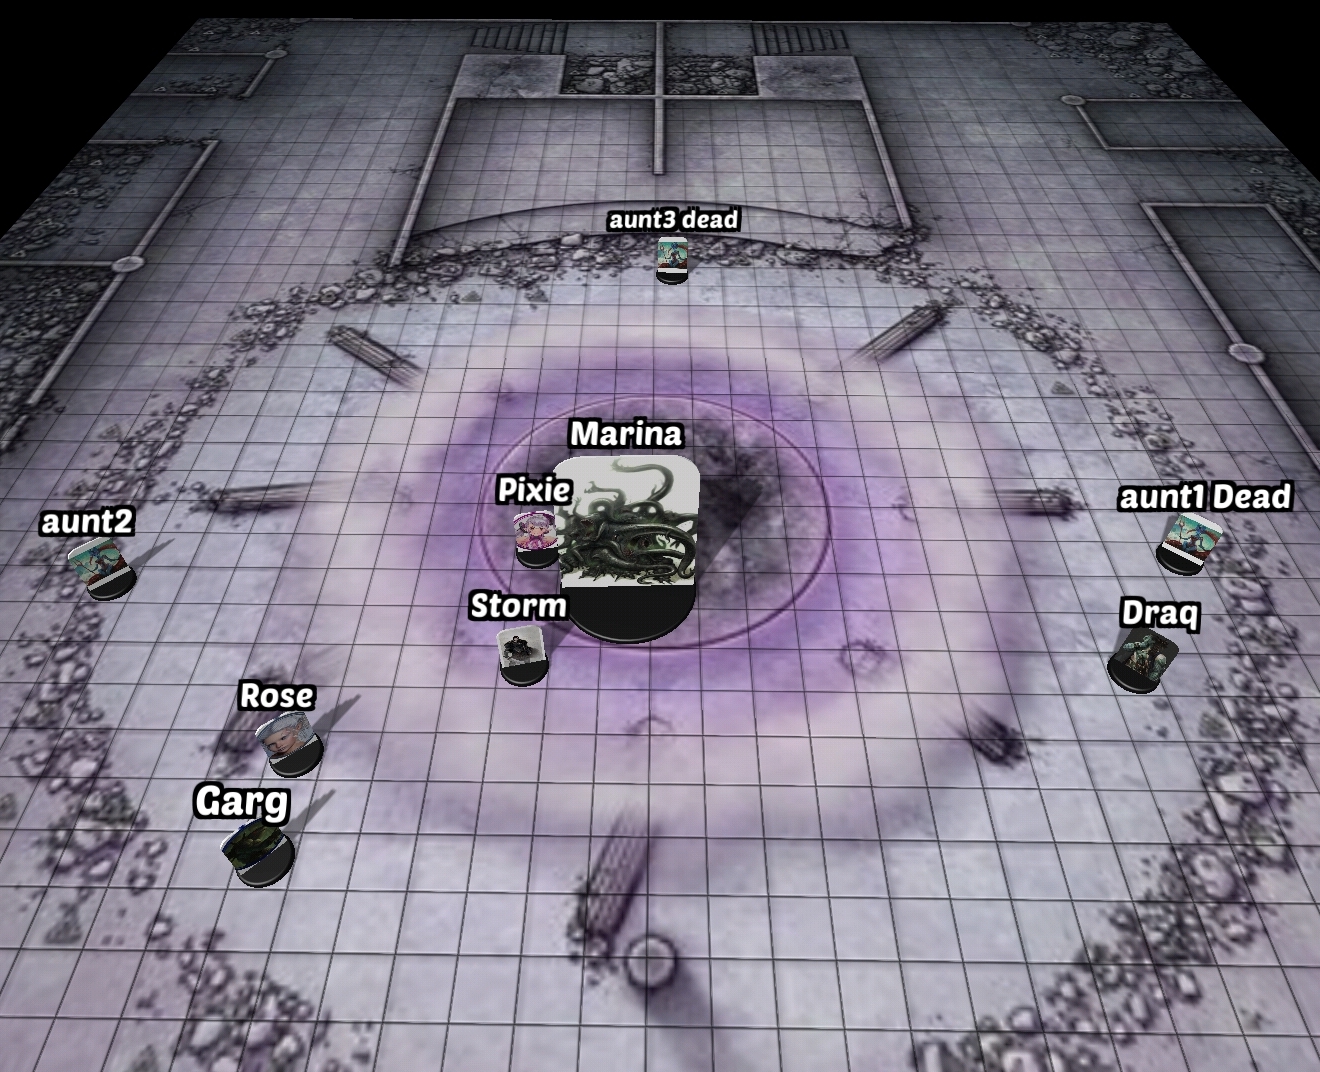 aunt3 dead
Marina
Pixie
aunt1 Dead
aunt2
Storm
Draq
Rose
Garg